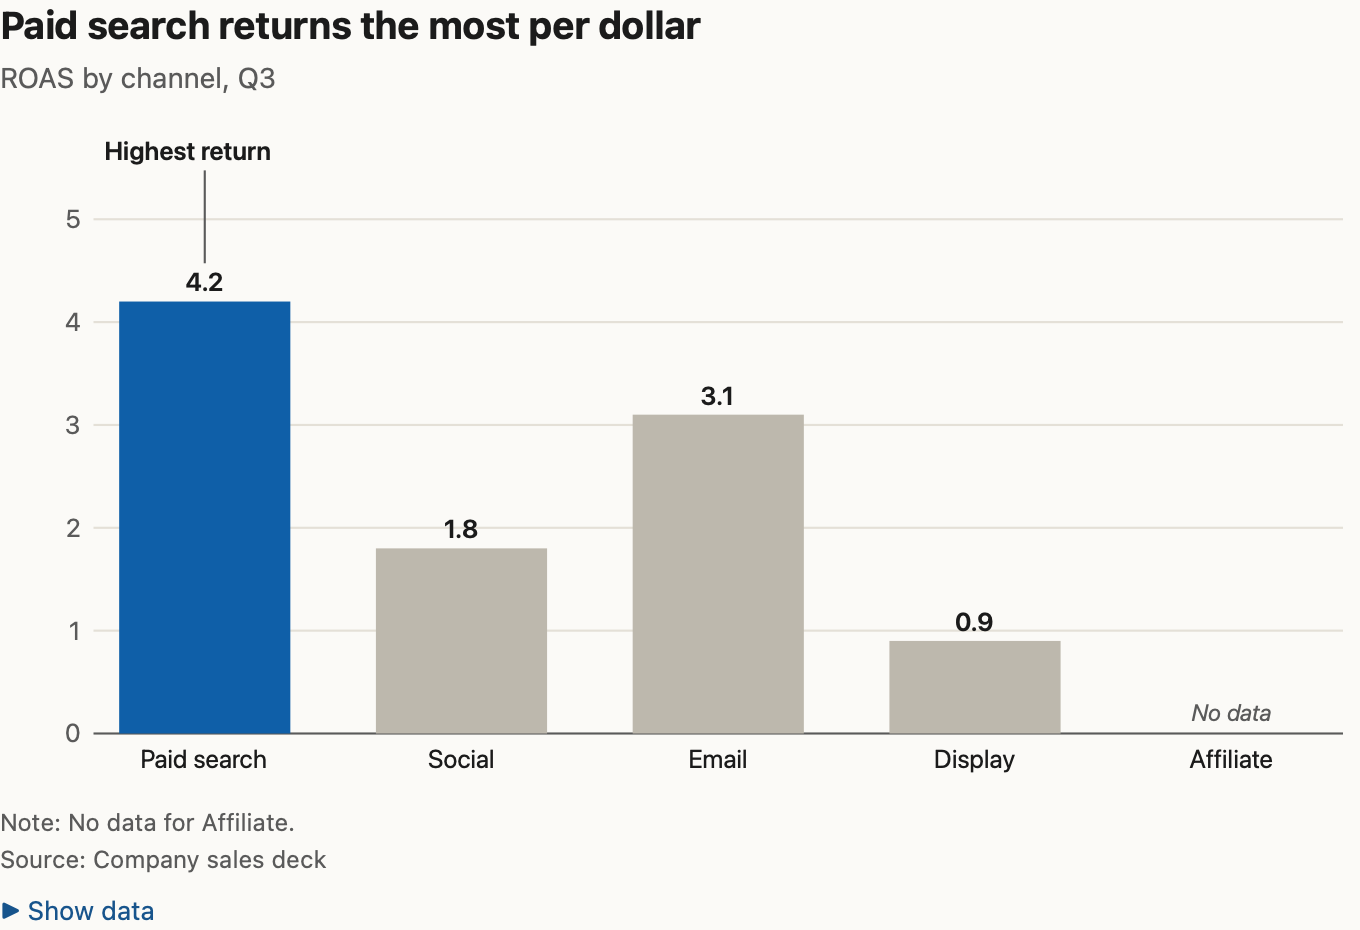 Paid search returns the most per dollar
ROAS by channel, Q3
Highest return
5
4.2
4
3.1
3
1.8
2
0.9
1
No data
0
Paid search Social Email Display Affiliate
Note: No data for Affiliate.
Source: Company sales deck
▶ Show data